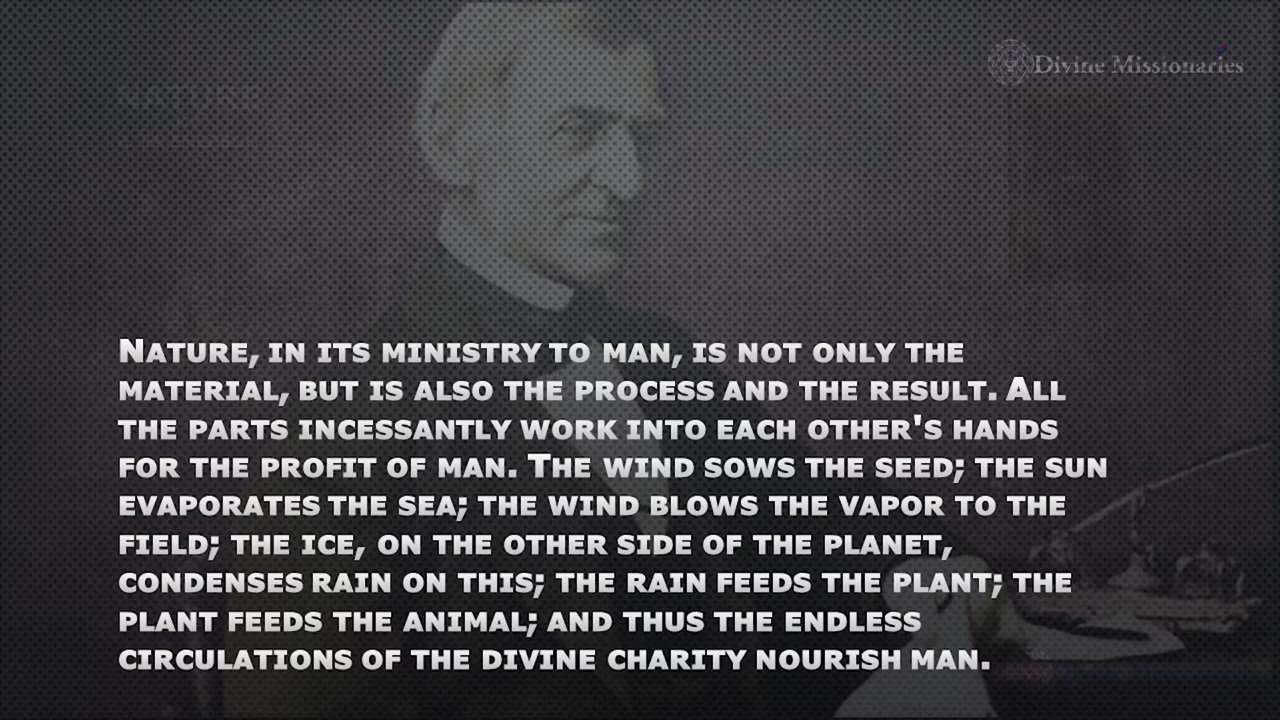 Divine Missionaries
NATURE
NATURE, IN ITS MINISTRY TO MAN, IS NOT ONLY THE
MATERIAL, BUT IS ALSO THE PROCESS AND THE RESULT. ALL
THE PARTS INCESSANTLY WORK INTO EACH OTHER'S HANDS
FOR THE PROFIT OF MAN. THE WIND SOWS THE SEED; THE SUN
EVAPORATES THE SEA; THE WIND BLOWS THE VAPOR TO THE
FIELD; THE ICE, ON THE OTHER SIDE OF THE PLANET,
CONDENSES RAIN ON THIS; THE RAIN FEEDS THE PLANT; THE
PLANT FEEDS THE ANIMAL; AND THUS THE ENDLESS
CIRCULATIONS OF THE DIVINE CHARITY NOURISH MAN.